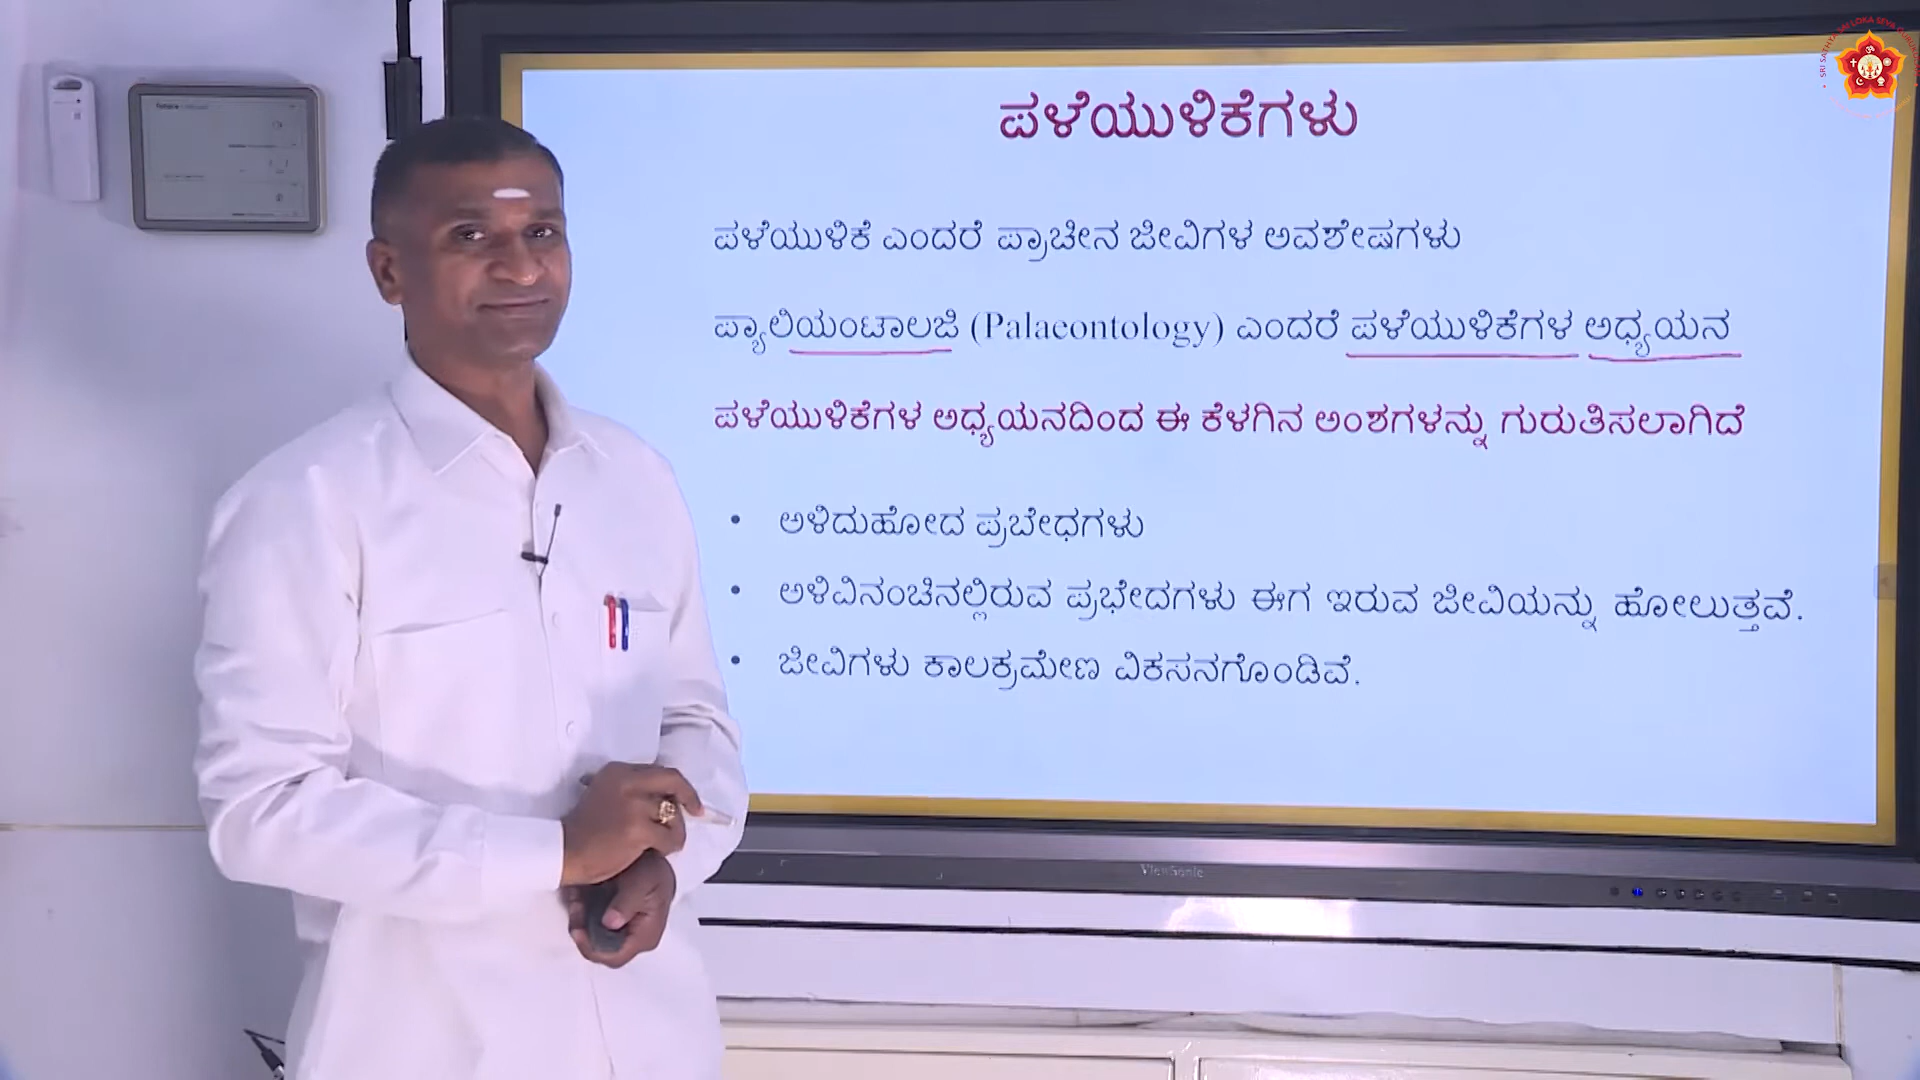 ಪಳೆಯುಳಿಕೆಗಳು
ಪಳೆಯುಳಿಕೆ ಎಂದರೆ ಪ್ರಾಚೀನ ಜೀವಿಗಳ ಅವಶೇಷಗಳು
ಪ್ಯಾಲಿಯಂಟಾಲಜಿ (Palaeontology) ಎಂದರೆ ಪಳೆಯುಳಿಕೆಗಳ ಅಧ್ಯಯನ
ಪಳೆಯುಳಿಕೆಗಳ ಅಧ್ಯಯನದಿಂದ ಈ ಕೆಳಗಿನ ಅಂಶಗಳನ್ನು ಗುರುತಿಸಲಾಗಿದೆ
• ಅಳಿದುಹೋದ ಪ್ರಬೇಧಗಳು
• ಅಳಿವಿನಂಚಿನಲ್ಲಿರುವ ಪ್ರಭೇದಗಳು ಈಗ ಇರುವ ಜೀವಿಯನ್ನು ಹೋಲುತ್ತವೆ.
• ಜೀವಿಗಳು ಕಾಲಕ್ರಮೇಣ ವಿಕಸನಗೊಂಡಿವೆ.
ViewSonic